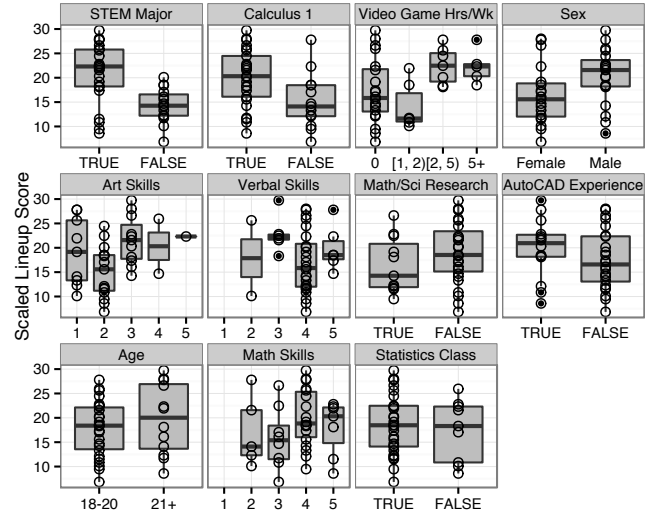 STEM Major
Calculus 1
Video Game Hrs/Wk
Sex
30
25
20
15
10
TRUE FALSE
TRUE FALSE
0 [1, 2) [2, 5) 5+
Female Male
Scaled Lineup Score
Art Skills
Verbal Skills
Math/Sci Research
AutoCAD Experience
30
25
20
15
10
1 2 3 4 5
1 2 3 4 5
TRUE FALSE
TRUE FALSE
Age
Math Skills
Statistics Class
30
25
20
15
10
18-20 21+
1 2 3 4 5
TRUE FALSE